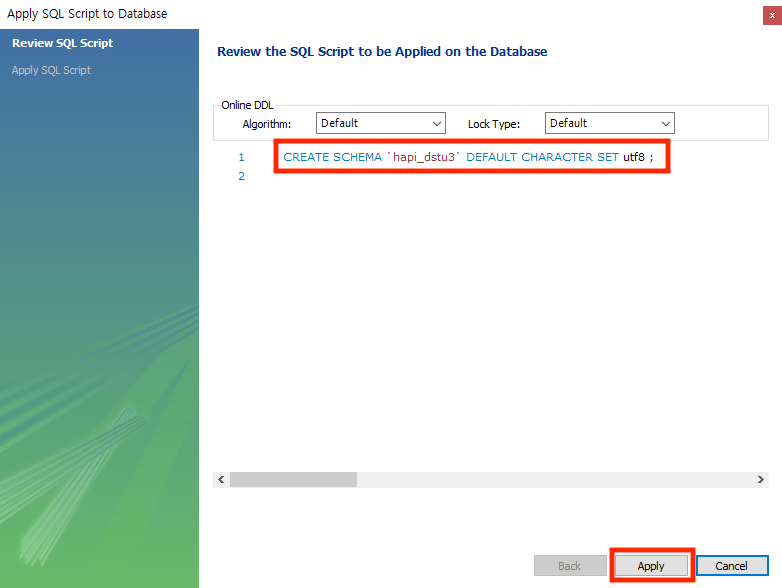 Apply SQL Script to Database
x
Review SQL Script
Apply SQL Script
Review the SQL Script to be Applied on the Database
Online DDL
Algorithm: Default Lock Type: Default
1 CREATE SCHEMA `hapi_dstu3` DEFAULT CHARACTER SET utf8 ;
2
Back Apply Cancel